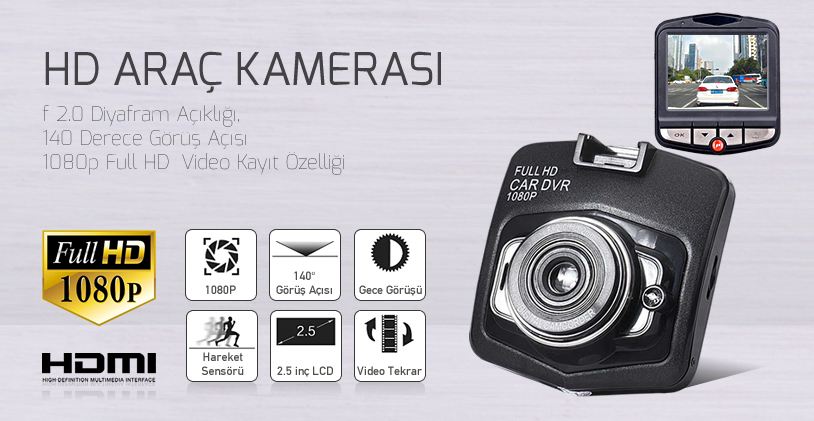 HD ARAÇ KAMERASI
f 2.0 Diyafram Açıklığı,
140 Derece Görüş Açısı
1080p Full HD Video Kayıt Özelliği
OK
FULL HD
CAR DVR
1080P
Full HD
1080P
1080P
140°
Görüş Açısı
Gece Görüşü
Hareket
Sensörü
2.5
2.5 inç LCD
Video Tekrar
HDMI
HIGH-DEFINITION MULTIMEDIA INTERFACE